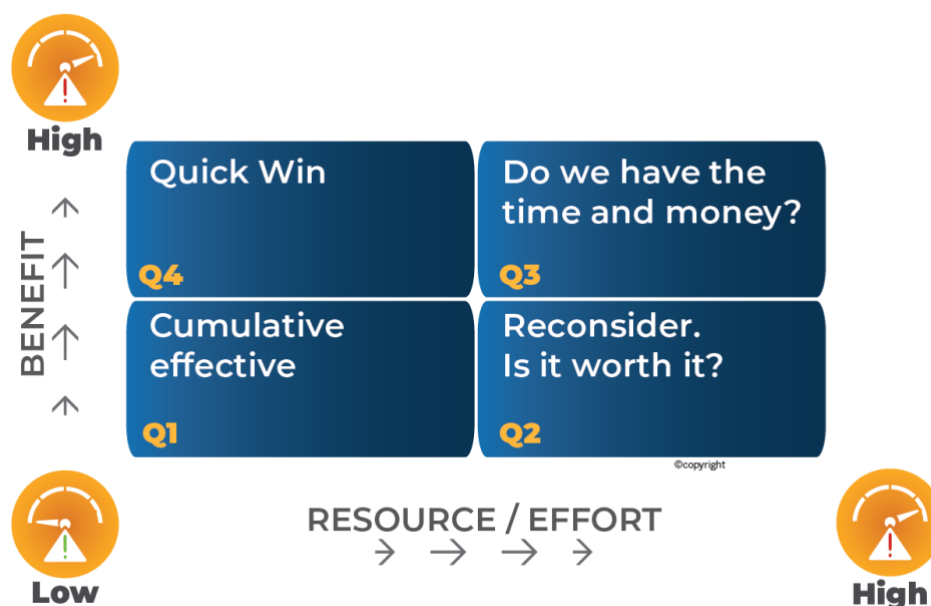 High
BENEFIT
Quick Win
Q4
Do we have the
time and money?
Q3
Cumulative
effective
Q1
Reconsider.
Is it worth it?
Q2
©copyright
RESOURCE / EFFORT
Low
High